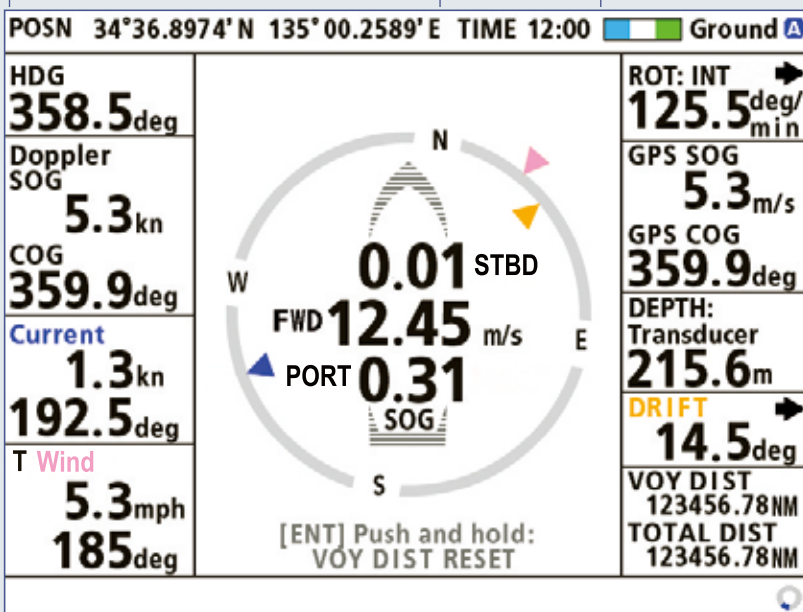 POSN 34°36.8974'N 135°00.2589'E TIME 12:00 Ground A
HDG
358.5deg
Doppler
SOG
5.3kn
COG
359.9deg
Current
1.3kn
192.5deg
T Wind
5.3mph
185deg
N
W
E
S
0.01 STBD
FWD 12.45 m/s
PORT 0.31
SOG
[ENT] Push and hold:
VOY DIST RESET
ROT: INT
125.5deg/min
GPS SOG
5.3m/s
GPS COG
359.9deg
DEPTH:
Transducer
215.6m
DRIFT
14.5deg
VOY DIST
123456.78NM
TOTAL DIST
123456.78NM